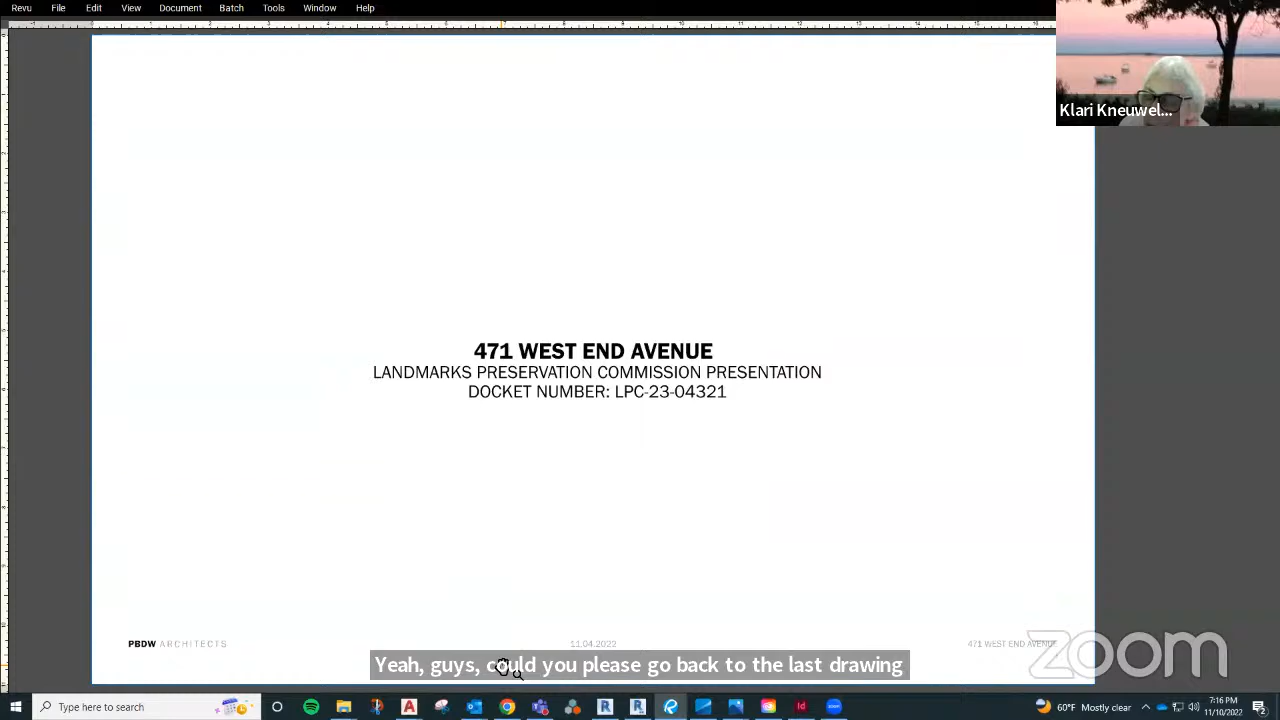 Revu File Edit View Document Batch Tools Window Help
Klari Kneuwel...
471 WEST END AVENUE
LANDMARKS PRESERVATION COMMISSION PRESENTATION
DOCKET NUMBER: LPC-23-04321
PBDW ARCHITECTS
11.04.2022
471 WEST END AVENUE
zoom
Yeah, guys, could you please go back to the last drawing
Type here to search
60°F Mostly clear
7:16 PM
11/10/2022